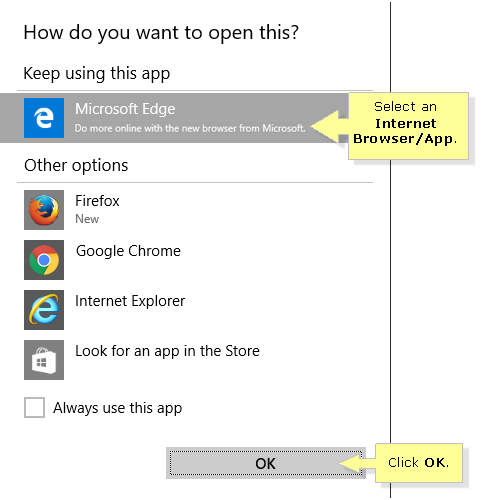 How do you want to open this?
Keep using this app
Microsoft Edge
Do more online with the new browser from Microsoft.
Select an
Internet
Browser/App.
Other options
Firefox
New
Google Chrome
Internet Explorer
Look for an app in the Store
Always use this app
OK
Click OK.